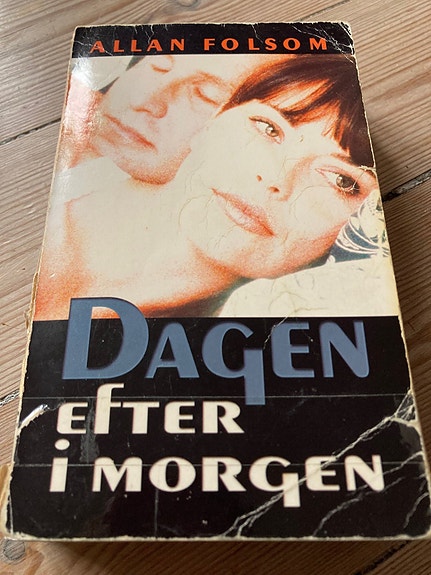 ALLAN FOLSOM
DAGEN
EFTER
I MORGEN